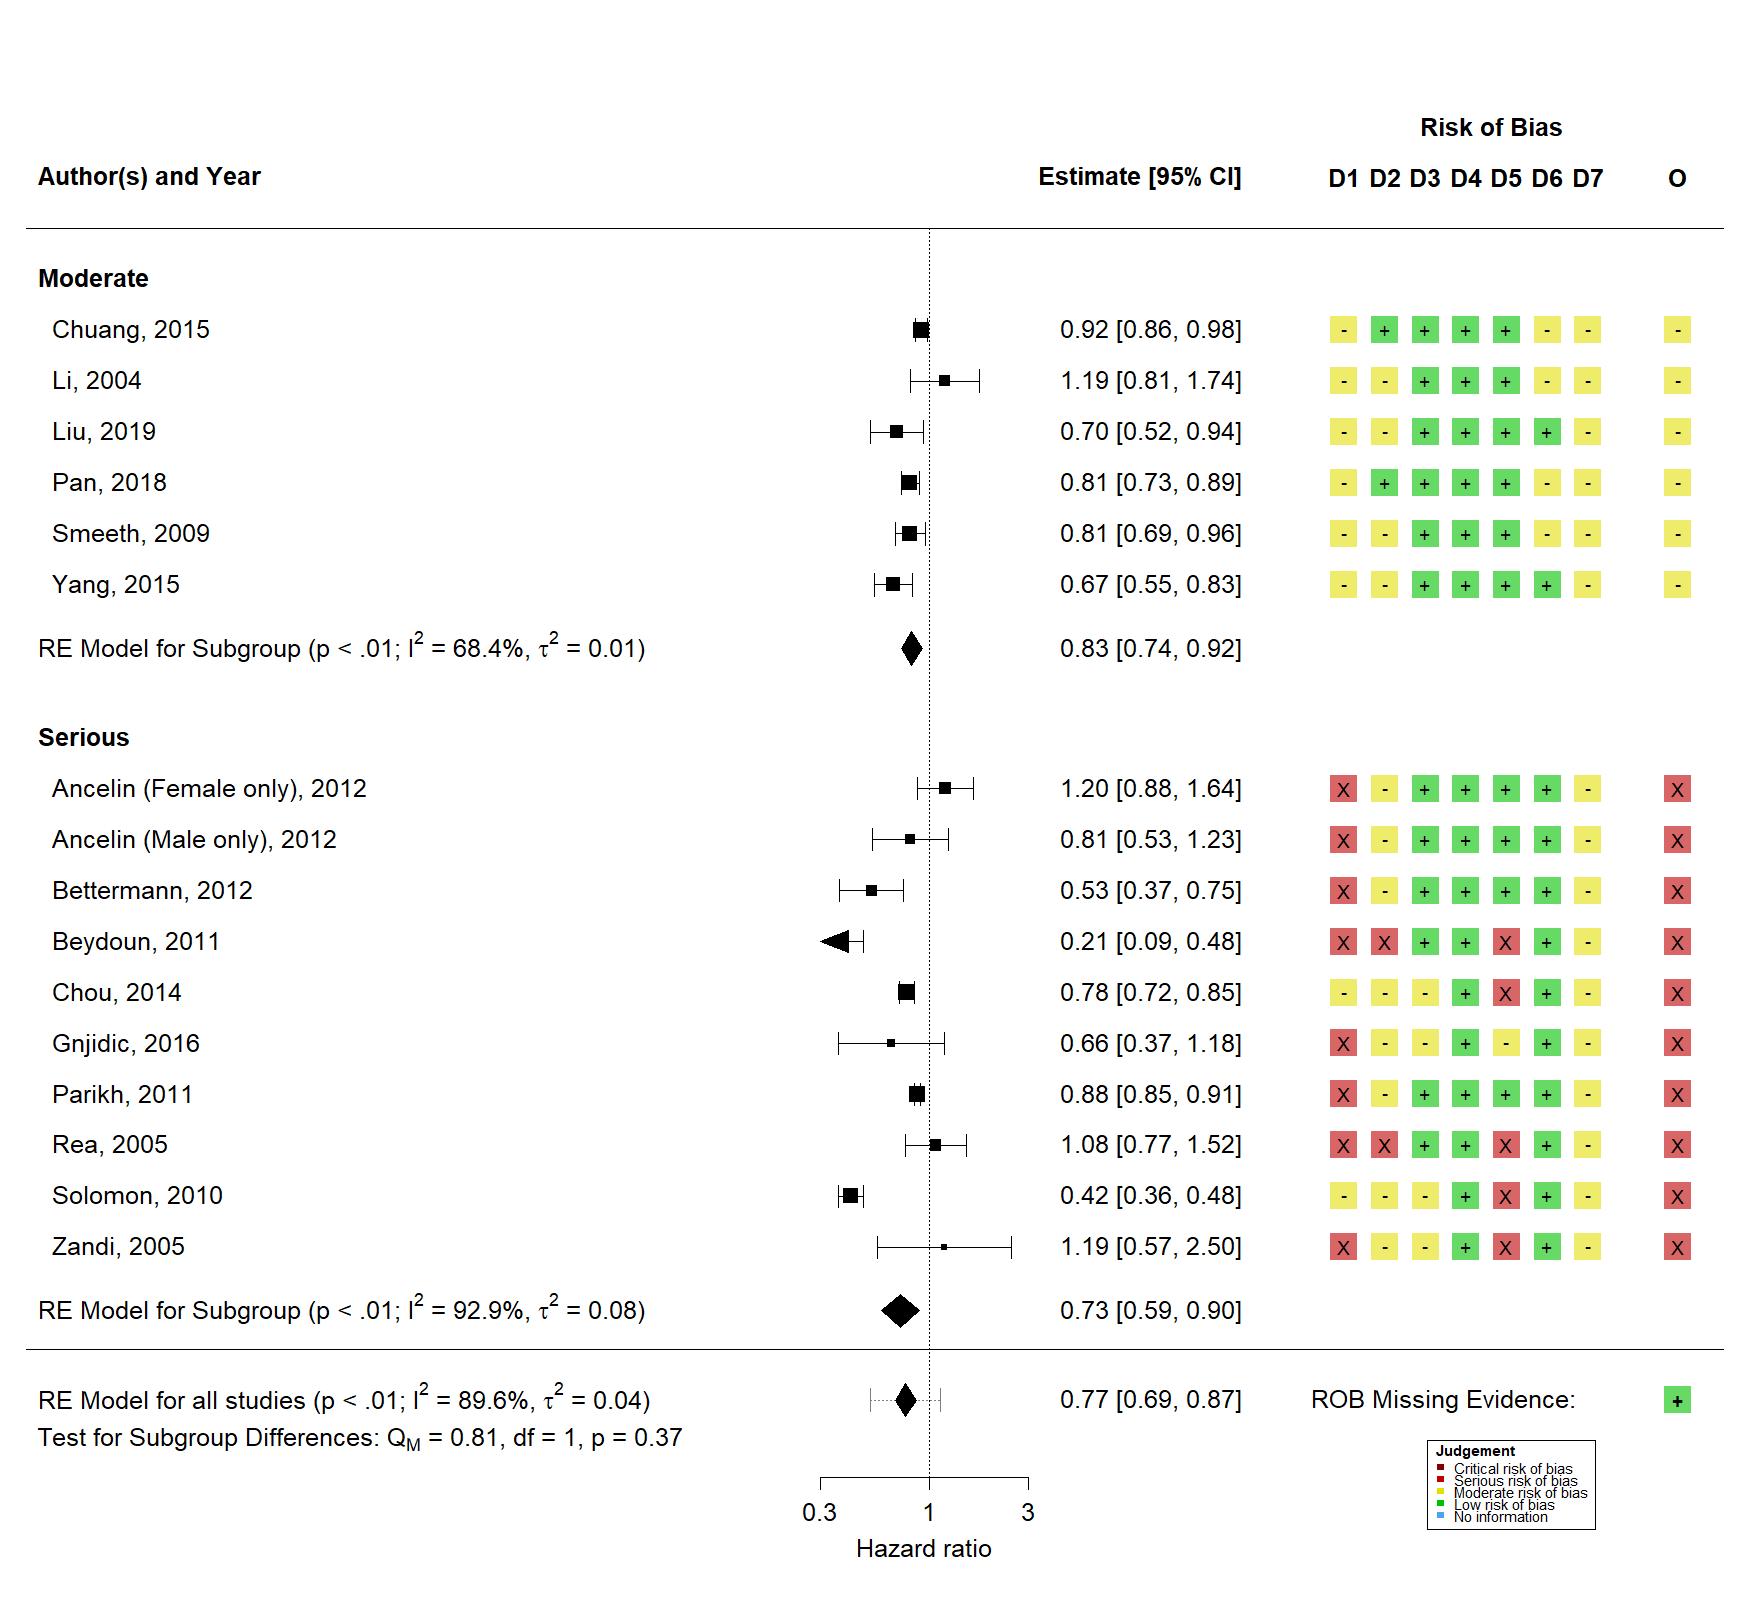 Risk of Bias
Author(s) and Year Estimate [95% CI] D1 D2 D3 D4 D5 D6 D7 O
Moderate
Chuang, 2015 0.92 [0.86, 0.98] - + + + + - - -
Li, 2004 1.19 [0.81, 1.74] - - + + + - - -
Liu, 2019 0.70 [0.52, 0.94] - - + + + + - -
Pan, 2018 0.81 [0.73, 0.89] - + + + + - - -
Smeeth, 2009 0.81 [0.69, 0.96] - - + + + - - -
Yang, 2015 0.67 [0.55, 0.83] - - + + + + - -
RE Model for Subgroup (p < .01; I² = 68.4%, τ² = 0.01) 0.83 [0.74, 0.92]
Serious
Ancelin (Female only), 2012 1.20 [0.88, 1.64] X - + + + + - X
Ancelin (Male only), 2012 0.81 [0.53, 1.23] X - + + + + - X
Bettermann, 2012 0.53 [0.37, 0.75] X - + + + + - X
Beydoun, 2011 0.21 [0.09, 0.48] X X + + X + - X
Chou, 2014 0.78 [0.72, 0.85] - - - + X + - X
Gnjidic, 2016 0.66 [0.37, 1.18] X - - + - + - X
Parikh, 2011 0.88 [0.85, 0.91] X - + + + + - X
Rea, 2005 1.08 [0.77, 1.52] X X + + X + - X
Solomon, 2010 0.42 [0.36, 0.48] - - - + X + - X
Zandi, 2005 1.19 [0.57, 2.50] X - - + X + - X
RE Model for Subgroup (p < .01; I² = 92.9%, τ² = 0.08) 0.73 [0.59, 0.90]
RE Model for all studies (p < .01; I² = 89.6%, τ² = 0.04) 0.77 [0.69, 0.87] ROB Missing Evidence: +
Test for Subgroup Differences: Q_M = 0.81, df = 1, p = 0.37
Judgement
Critical risk of bias
Serious risk of bias
Moderate risk of bias
Low risk of bias
No information
0.3 1 3
Hazard ratio